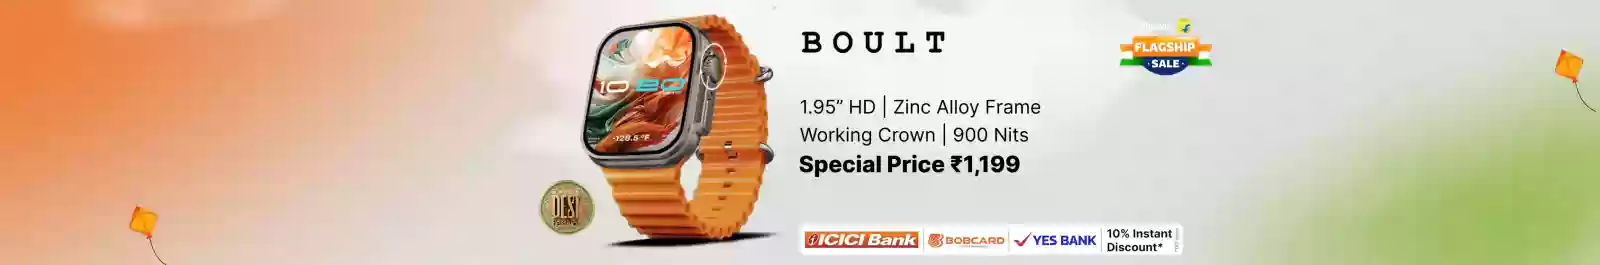 BOULT
FLAGSHIP
SALE
10 20
-128.5 °F
1.95” HD | Zinc Alloy Frame
Working Crown | 900 Nits
Special Price ₹1,199
ICICI Bank
BOBCARD
YES BANK
10% Instant
Discount*